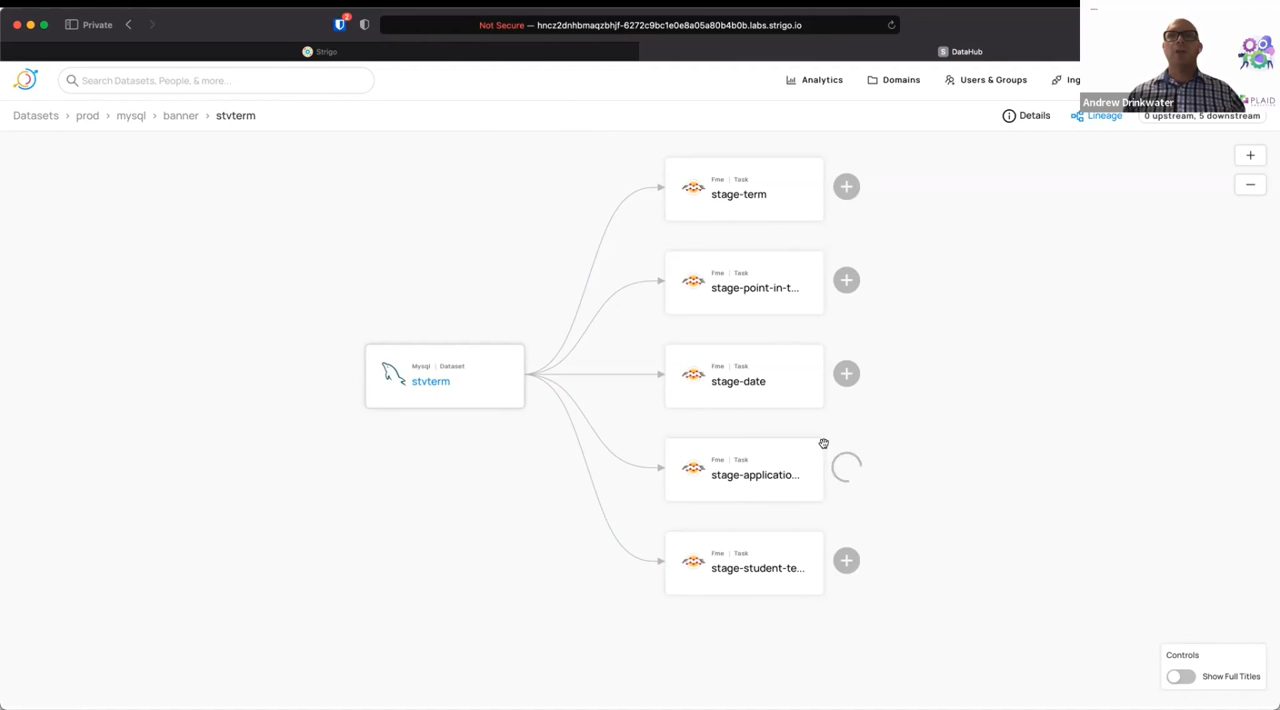 Private
2
Not Secure — hncz2dnhbmaqzbhjf-6272c9bc1e0e8a05a80b4b0b.labs.strigo.io
Strigo
S DataHub
Search Datasets, People, & more...
Analytics
Domains
Users & Groups
Ing
Andrew Drinkwater
PLAID
Datasets > prod > mysql > banner > stvterm
Details
Lineage
0 upstream, 5 downstream
Fme | Task
stage-term
Fme | Task
stage-point-in-t...
Mysql | Dataset
stvterm
Fme | Task
stage-date
Fme | Task
stage-applicatio...
Fme | Task
stage-student-te...
Controls
Show Full Titles